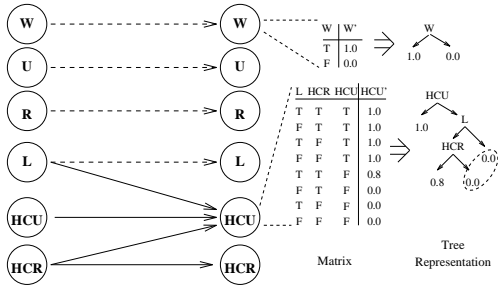 W
W
U
U
R
R
L
L
HCU
HCU
HCR
HCR
W W'
T 1.0
F 0.0
W
1.0 0.0
L HCR HCU HCU'
T T T 1.0
F T T 1.0
T F T 1.0
F F T 1.0
T T F 0.8
F T F 0.0
T F F 0.0
F F F 0.0
HCU
1.0
L
HCR
0.0
0.8
0.0
Matrix
Tree
Representation